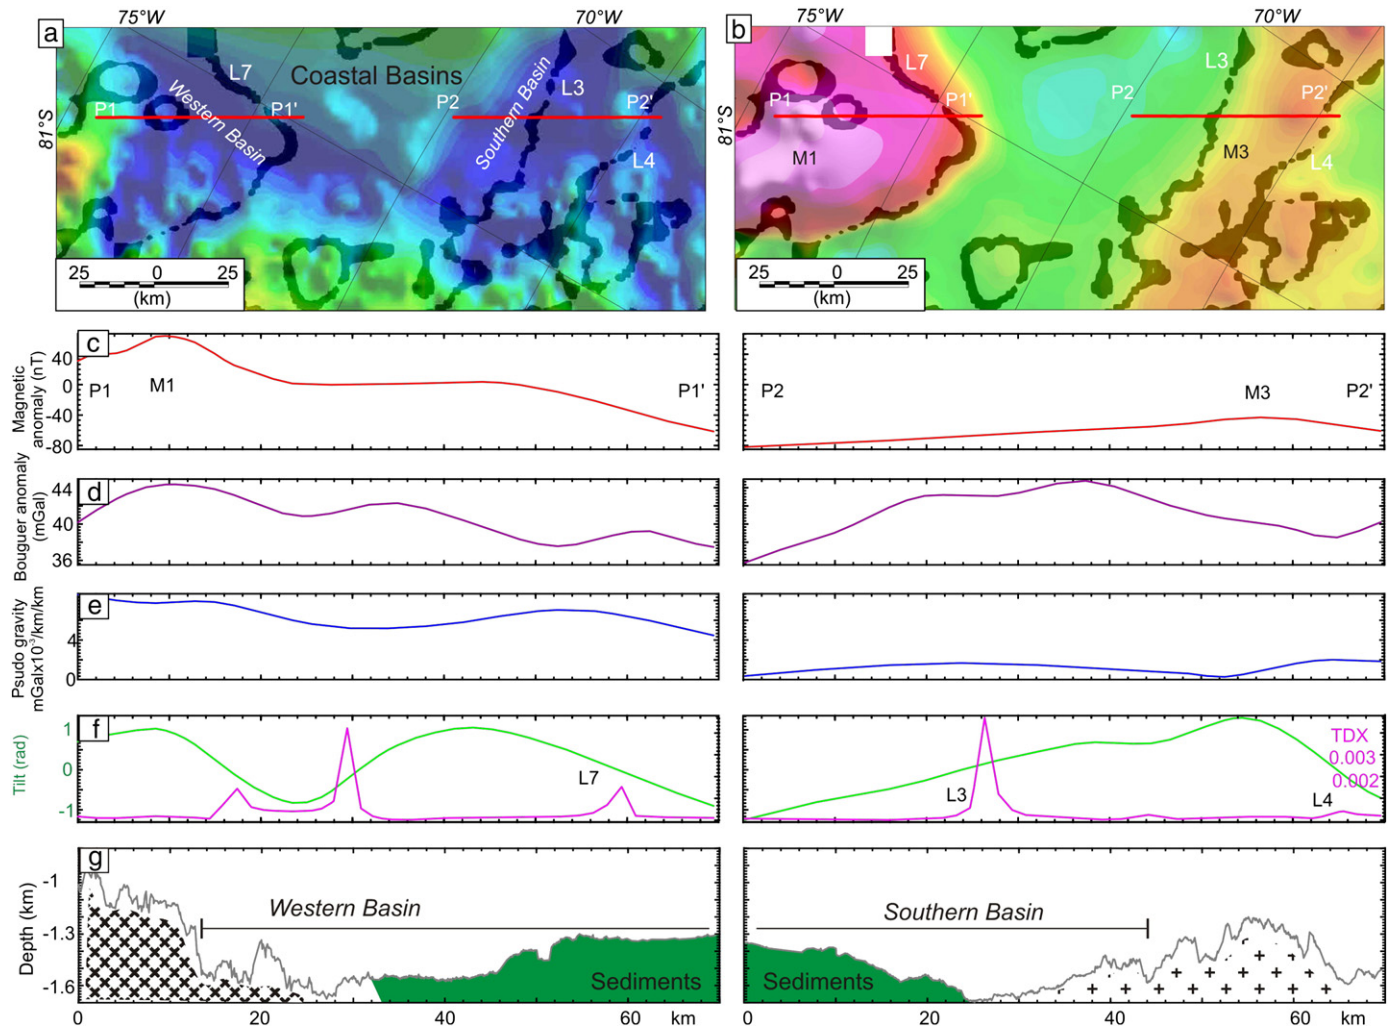 75°W
70°W
75°W
70°W
a
b
L7
Coastal Basins
Southern Basin
L3
P1
Western Basin
P1'
P2
P2'
81°S
L4
L7
L3
P1
P1'
P2
P2'
81°S
M1
M3
L4
25 0 25
(km)
25 0 25
(km)
c
Magnetic
anomaly (nT)
40
0
-40
-80
P1
M1
P1'
P2
M3
P2'
d
Bouguer anomaly
(mGal)
44
40
36
e
Psudo gravity
mGalx10⁻³/km/km
4
0
f
Tilt (rad)
1
0
-1
L7
L3
L4
TDX
0.003
0.002
g
Depth (km)
-1
-1.3
-1.6
Western Basin
Sediments
Southern Basin
Sediments
0 20 40 60 km
0 20 40 60 km